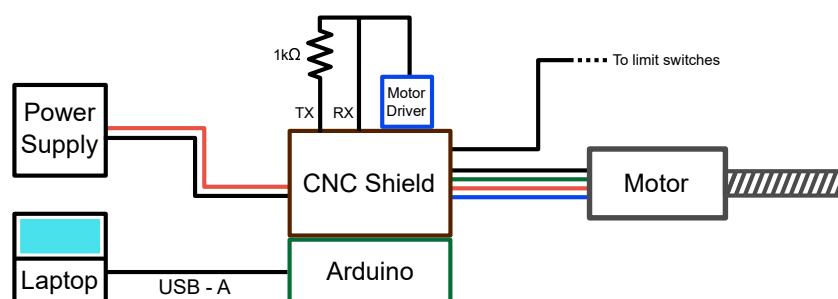 1kΩ
To limit switches
Power
Supply
Motor
Driver
TX
RX
CNC Shield
Motor
Laptop
USB - A
Arduino